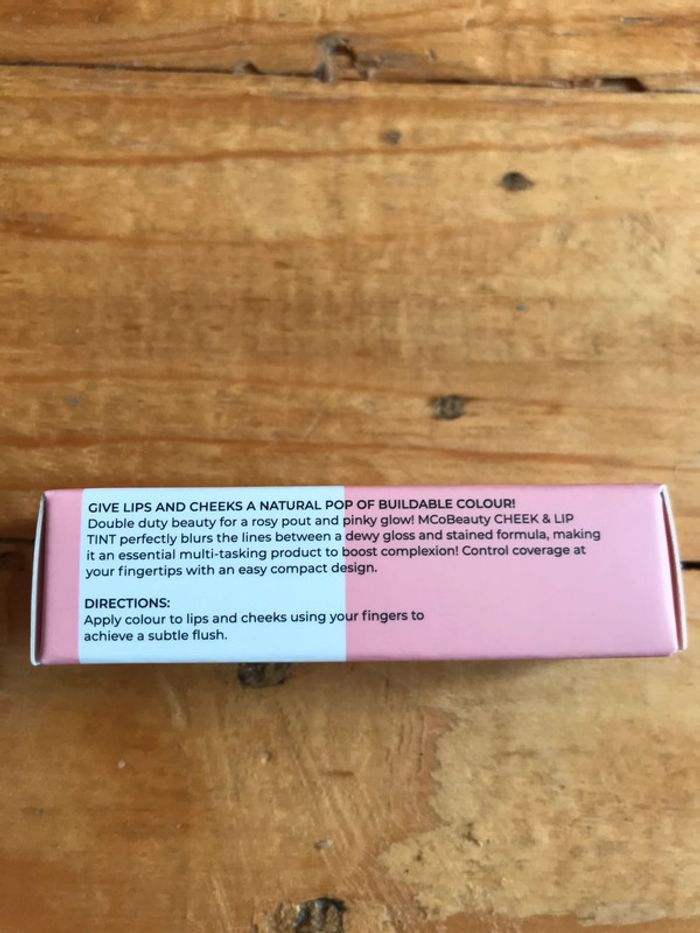 GIVE LIPS AND CHEEKS A NATURAL POP OF BUILDABLE COLOUR!
Double duty beauty for a rosy pout and pinky glow! MCoBeauty CHEEK & LIP
TINT perfectly blurs the lines between a dewy gloss and stained formula, making
it an essential multi-tasking product to boost complexion! Control coverage at
your fingertips with an easy compact design.
DIRECTIONS:
Apply colour to lips and cheeks using your fingers to
achieve a subtle flush.